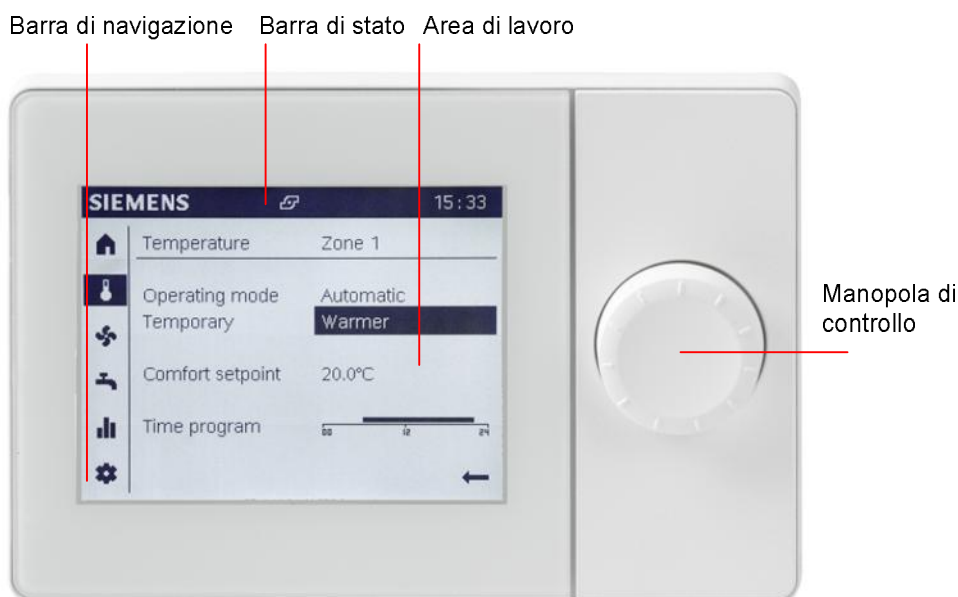 Barra di navigazione Barra di stato Area di lavoro
SIEMENS 15:33
Temperature Zone 1
Operating mode Automatic
Temporary Warmer
Comfort setpoint 20.0°C
Time program
00 12 24
Manopola di
controllo